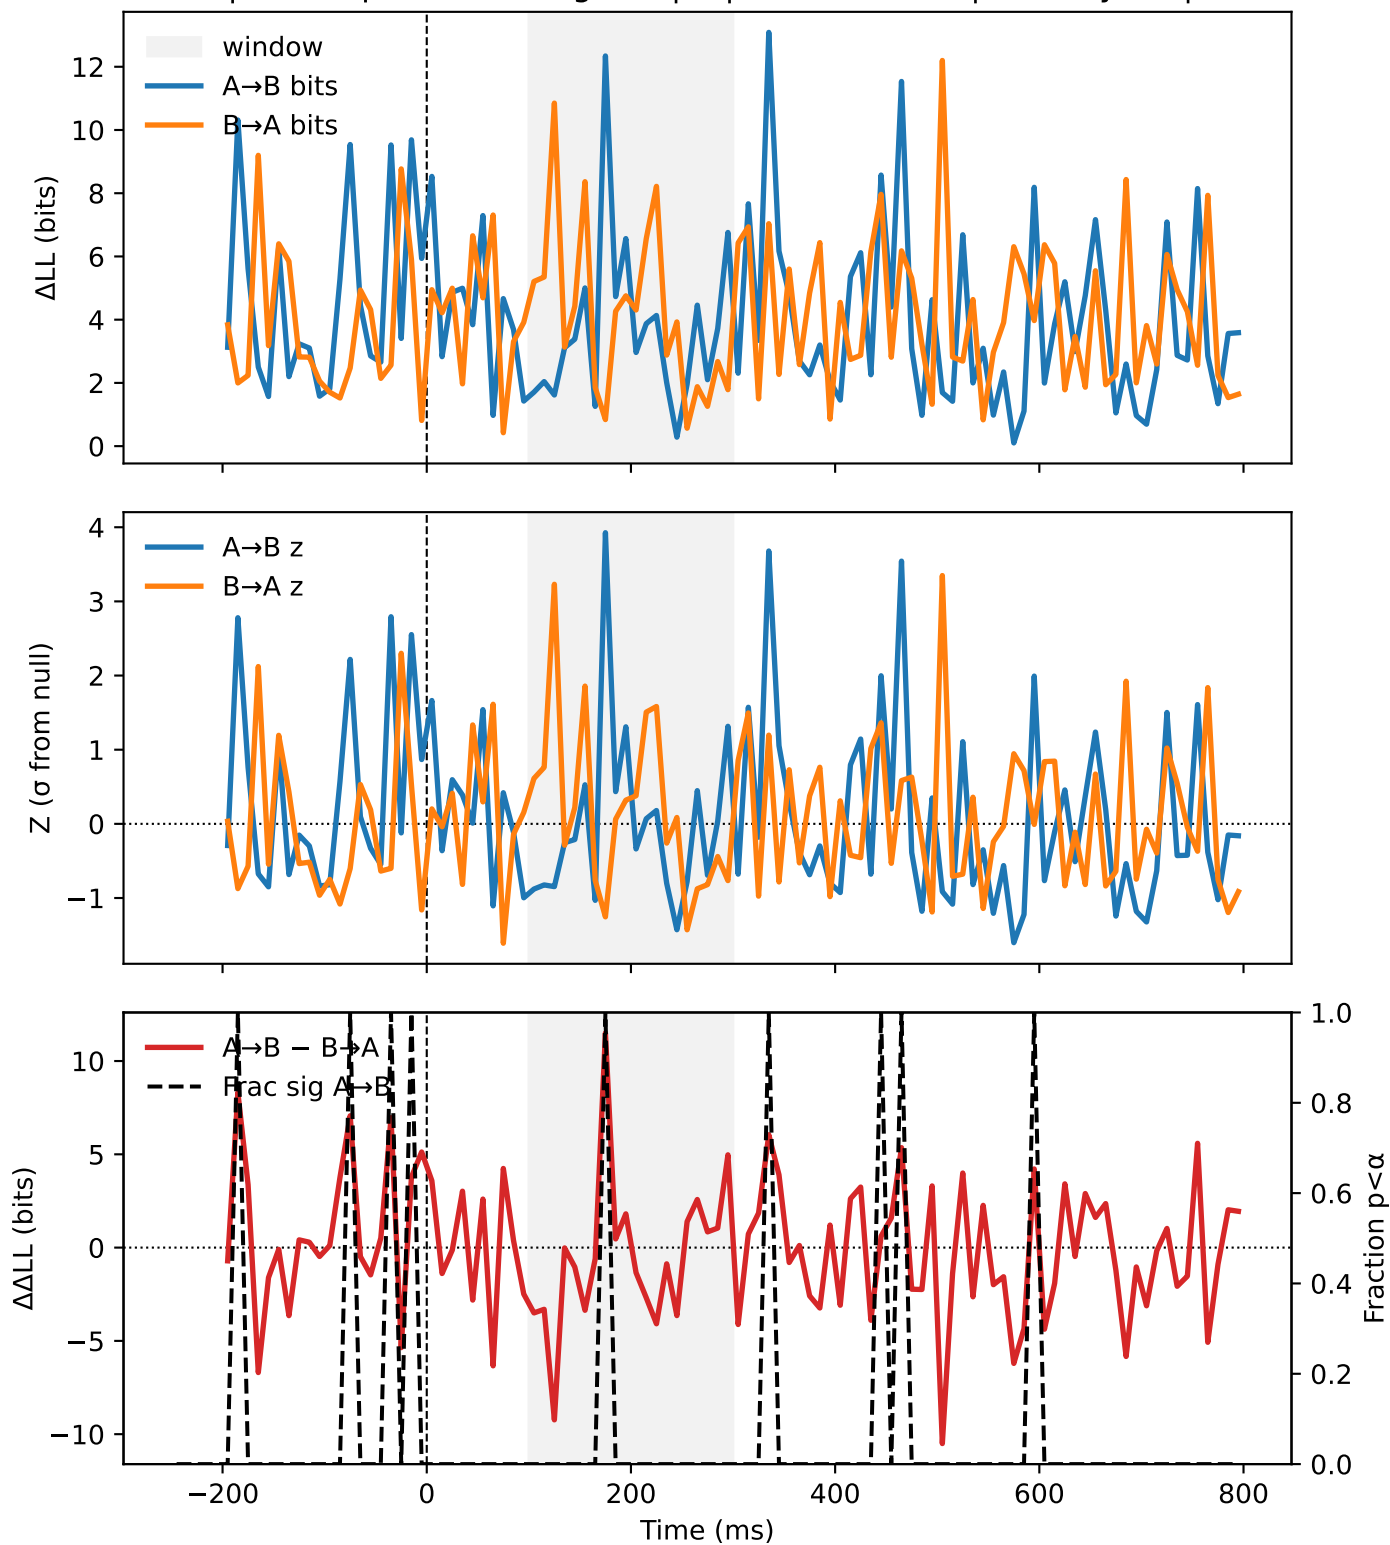 window
A→B bits
B→A bits
ΔLL (bits)
12
10
8
6
4
2
0
A→B z
B→A z
Z (σ from null)
4
3
2
1
0
−1
A→B − B→A
Frac sig A→B
ΔΔLL (bits)
10
5
0
−5
−10
1.0
0.8
0.6
0.4
0.2
0.0
Fraction p<α
−200
0
200
400
600
800
Time (ms)